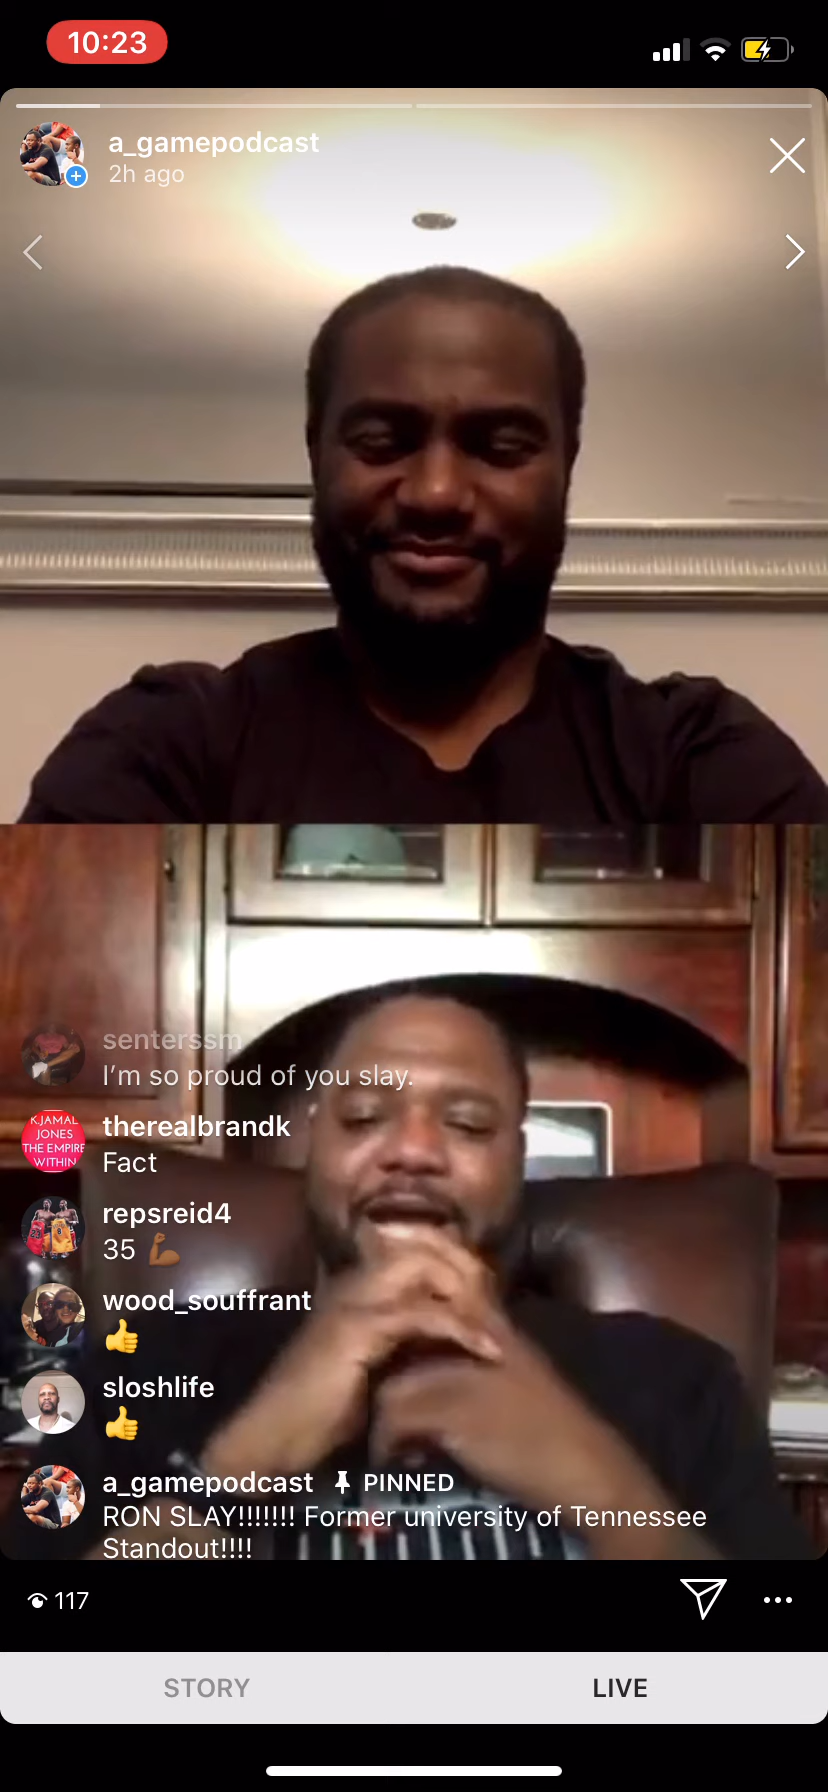 10:23
a_gamepodcast
2h ago
senterssm
I'm so proud of you slay.
K.JAMAL
JONES
THE EMPIRE
WITHIN
therealbrandk
Fact
repsreid4
35 💪🏾
wood_souffrant
👍
sloshlife
👍
a_gamepodcast PINNED
RON SLAY!!!!!!! Former university of Tennessee
Standout!!!!
117
STORY
LIVE